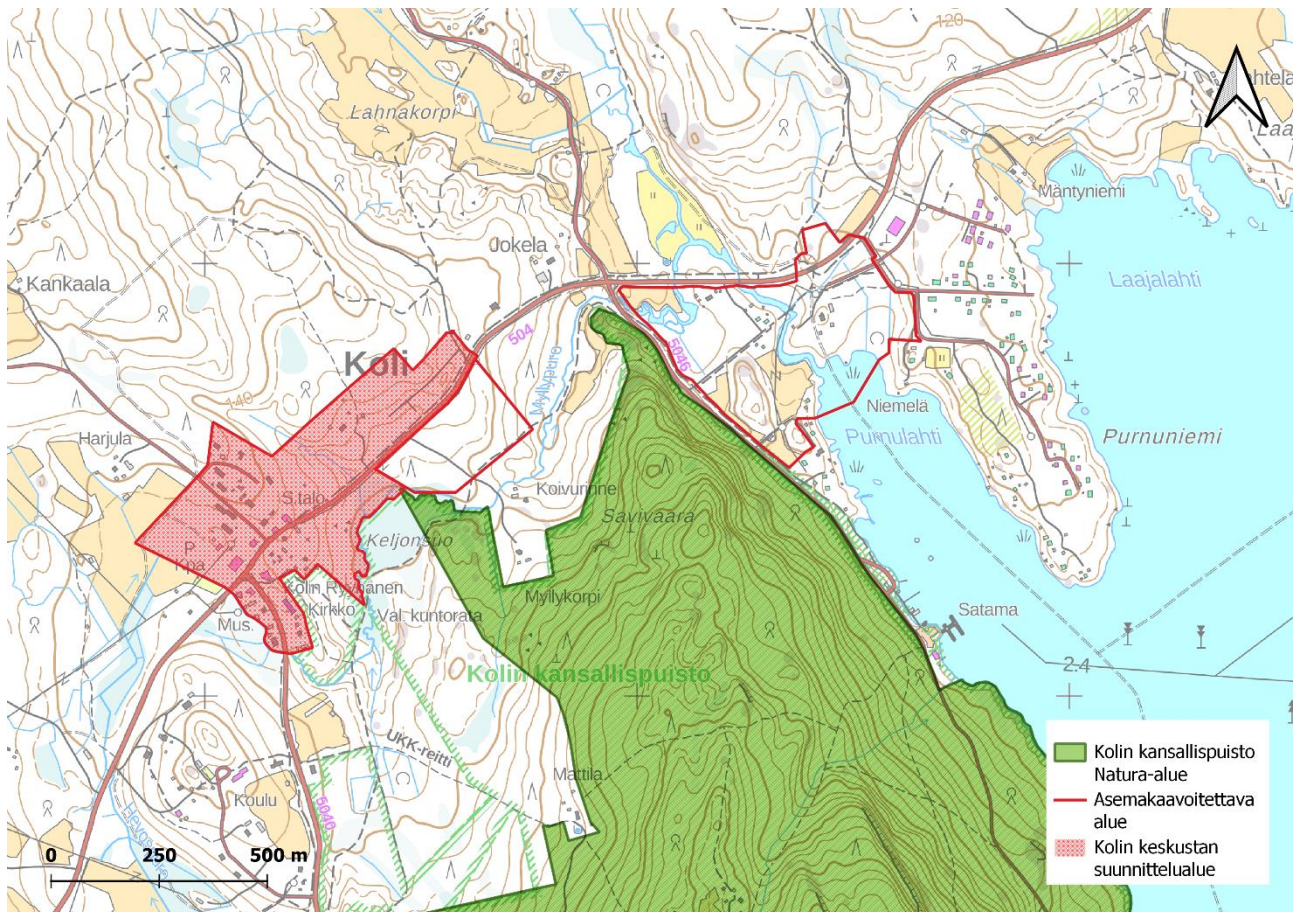 120
Lahnakorpi
Mäntyniemi
Jokela
Kankaala
Laajalahti
504
5046
Koli
Myllypuro
140
Niemelä
Harjula
Purnulahti
Purnuniemi
S.talo
Koivurinne
Savivaara
Keljonsuo
P
Kolin Ryynänen
Myllykorpi
Kirkko
Val. kuntorata
Mus.
Satama
2.4
Kolin kansallispuisto
UKK-reitti
Mattila
Koulu
5040
0 250 500 m
Kolin kansallispuisto
Natura-alue
Asemakaavoitettava
alue
Kolin keskustan
suunnittelualue